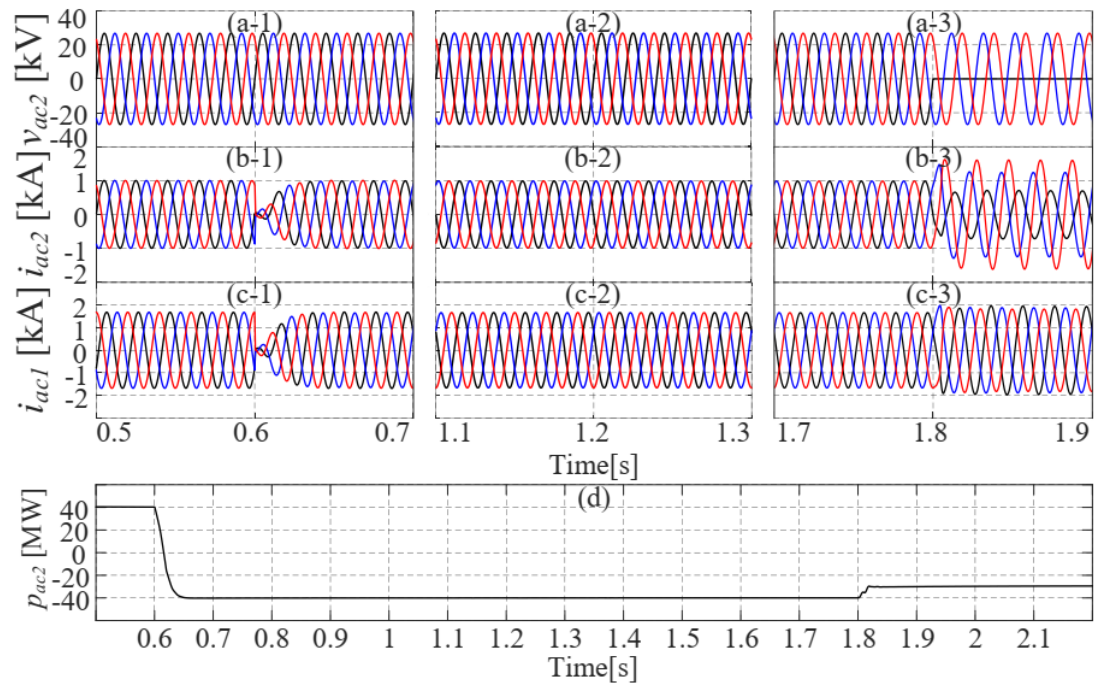 (a-1) (a-2) (a-3)
v_ac2 [kV]
40
20
0
-20
-40
(b-1) (b-2) (b-3)
i_ac2 [kA]
2
1
0
-1
-2
(c-1) (c-2) (c-3)
i_ac1 [kA]
2
1
0
-1
-2
0.5 0.6 0.7 1.1 1.2 1.3 1.7 1.8 1.9
Time[s]
(d)
p_ac2 [MW]
40
20
0
-20
-40
0.6 0.7 0.8 0.9 1 1.1 1.2 1.3 1.4 1.5 1.6 1.7 1.8 1.9 2 2.1
Time[s]